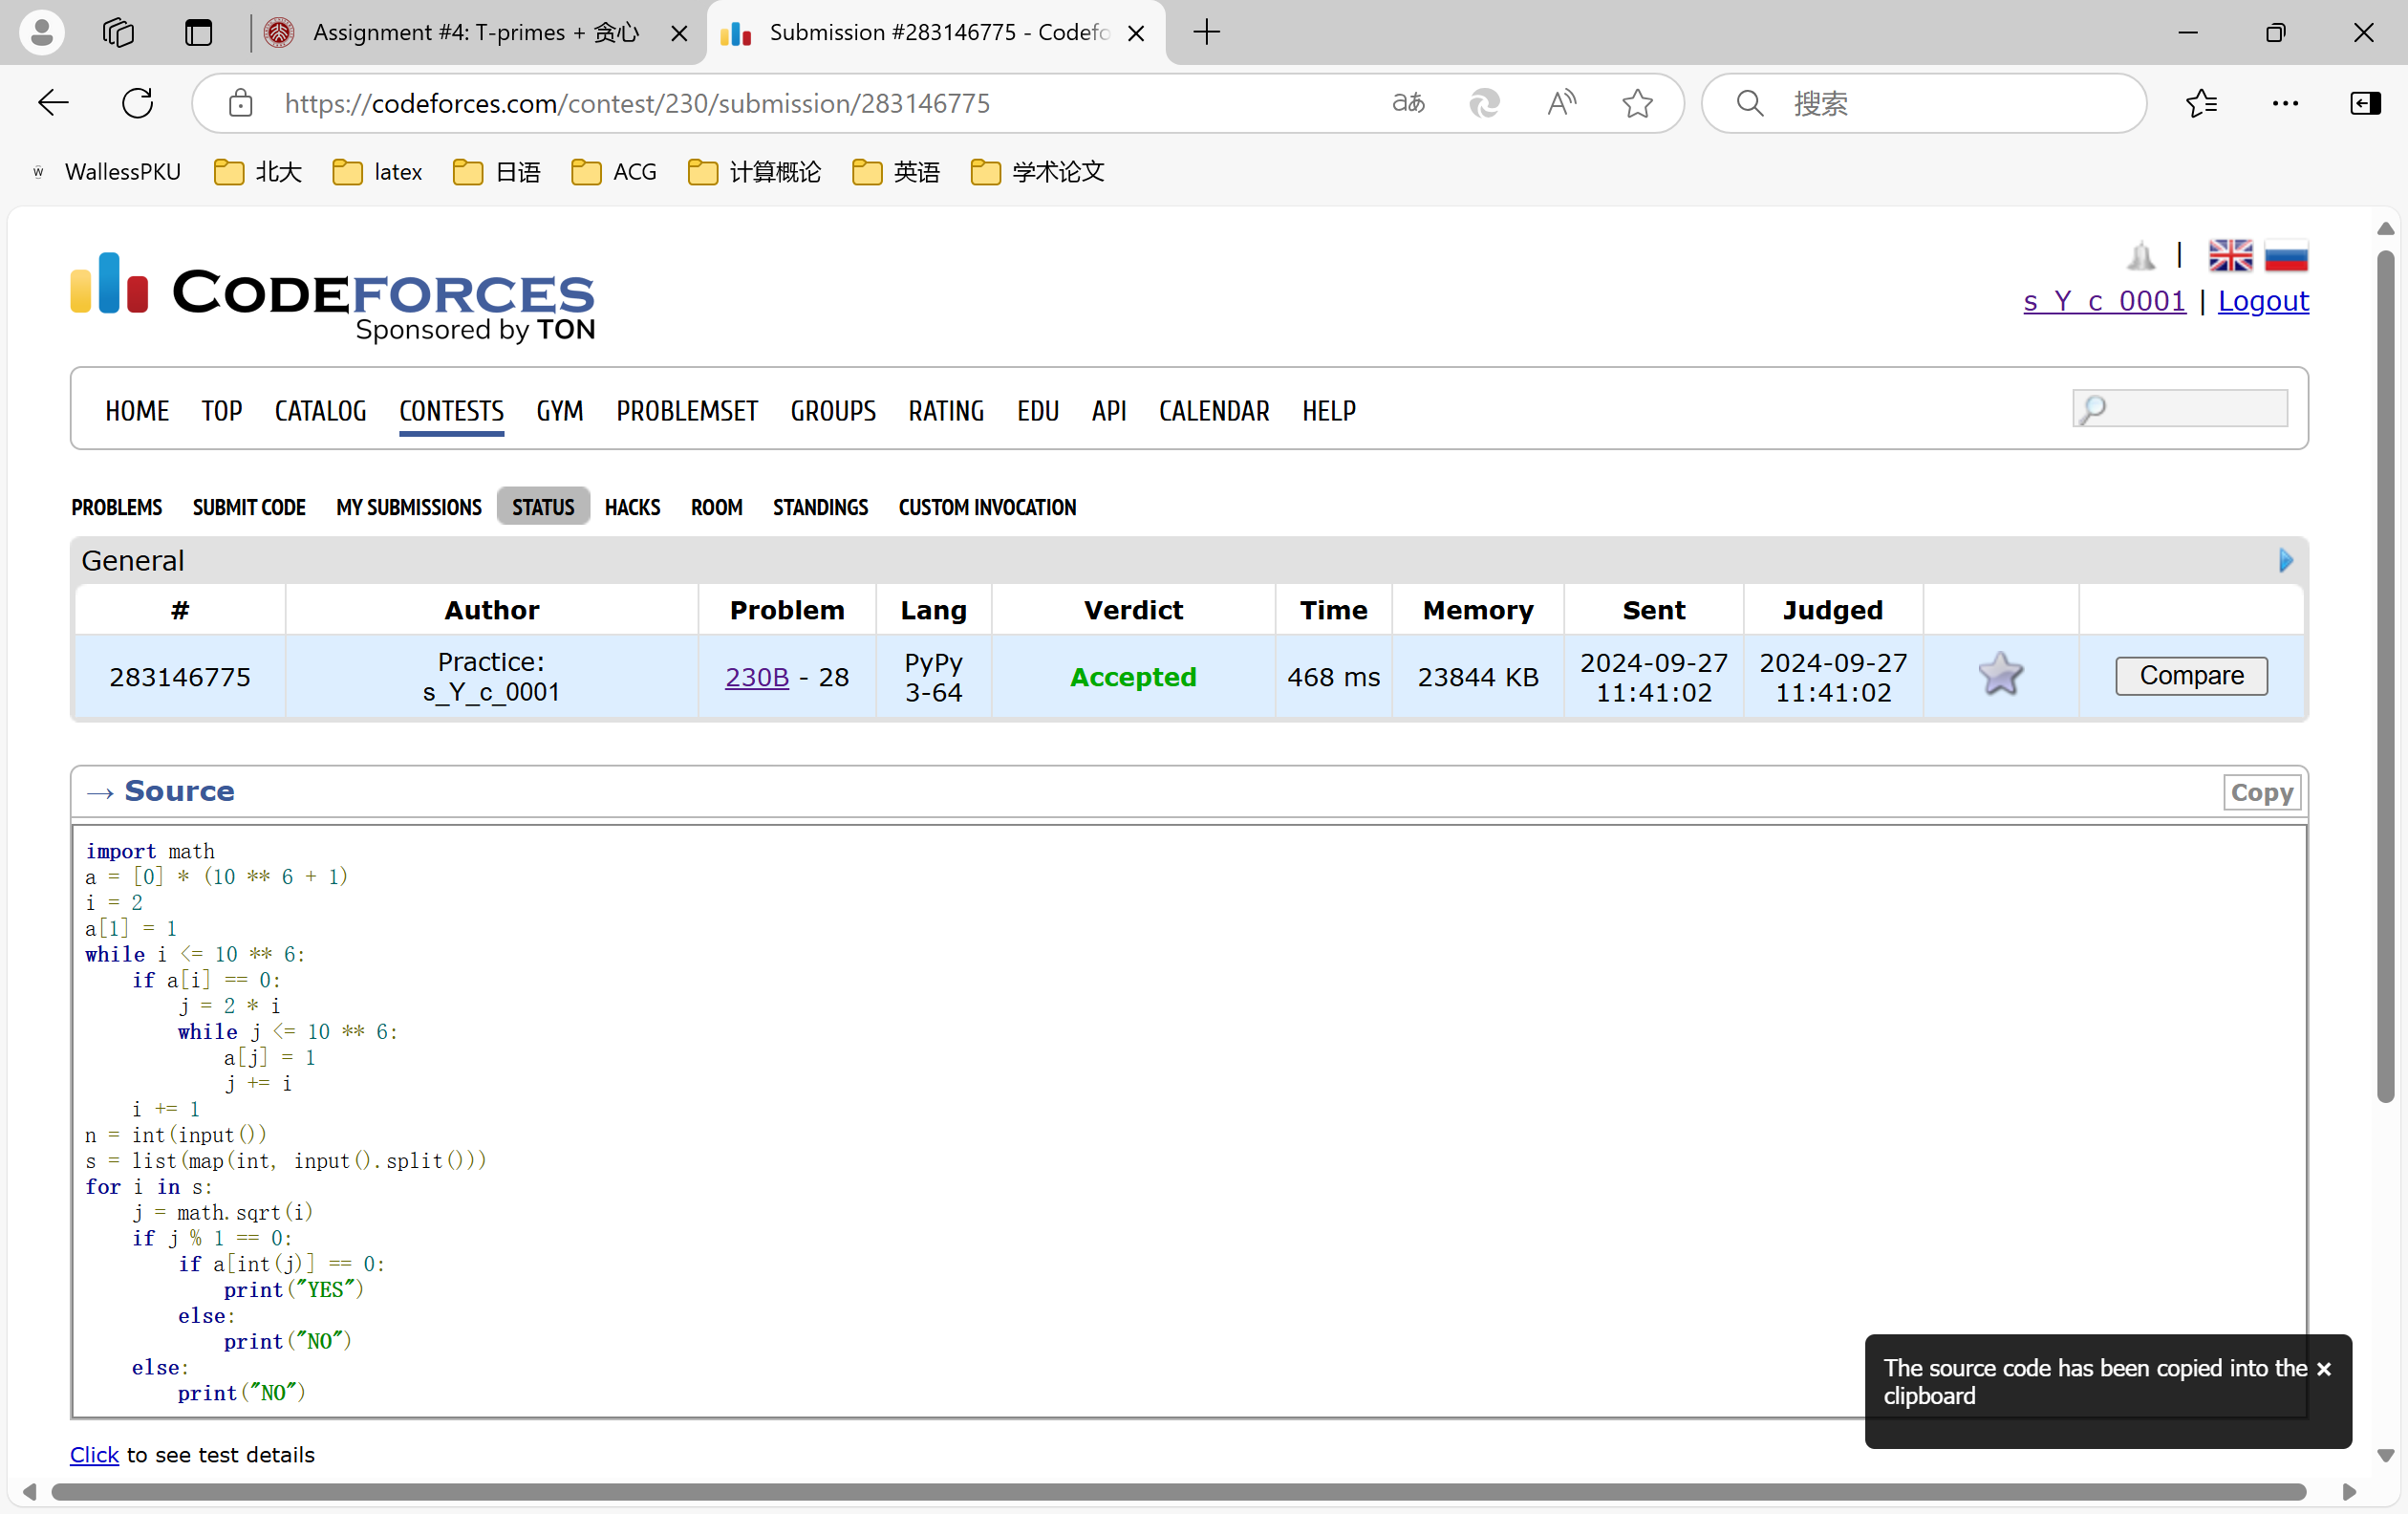 Assignment #4: T-primes + 贪心
Submission #283146775 - Codefo
https://codeforces.com/contest/230/submission/283146775
aあ
搜索
WallessPKU 北大 latex 日语 ACG 计算概论 英语 学术论文
CODEFORCES
Sponsored by TON
s_Y_c_0001 | Logout
HOME TOP CATALOG CONTESTS GYM PROBLEMSET GROUPS RATING EDU API CALENDAR HELP
PROBLEMS SUBMIT CODE MY SUBMISSIONS STATUS HACKS ROOM STANDINGS CUSTOM INVOCATION
General
# Author Problem Lang Verdict Time Memory Sent Judged
283146775 Practice: s_Y_c_0001 230B - 28 PyPy 3-64 Accepted 468 ms 23844 KB 2024-09-27 11:41:02 2024-09-27 11:41:02 Compare
→ Source Copy
import math
a = [0] * (10 ** 6 + 1)
i = 2
a[1] = 1
while i <= 10 ** 6:
    if a[i] == 0:
        j = 2 * i
        while j <= 10 ** 6:
            a[j] = 1
            j += i
    i += 1
n = int(input())
s = list(map(int, input().split()))
for i in s:
    j = math.sqrt(i)
    if j % 1 == 0:
        if a[int(j)] == 0:
            print("YES")
        else:
            print("NO")
    else:
        print("NO")
The source code has been copied into the ×
clipboard
Click to see test details